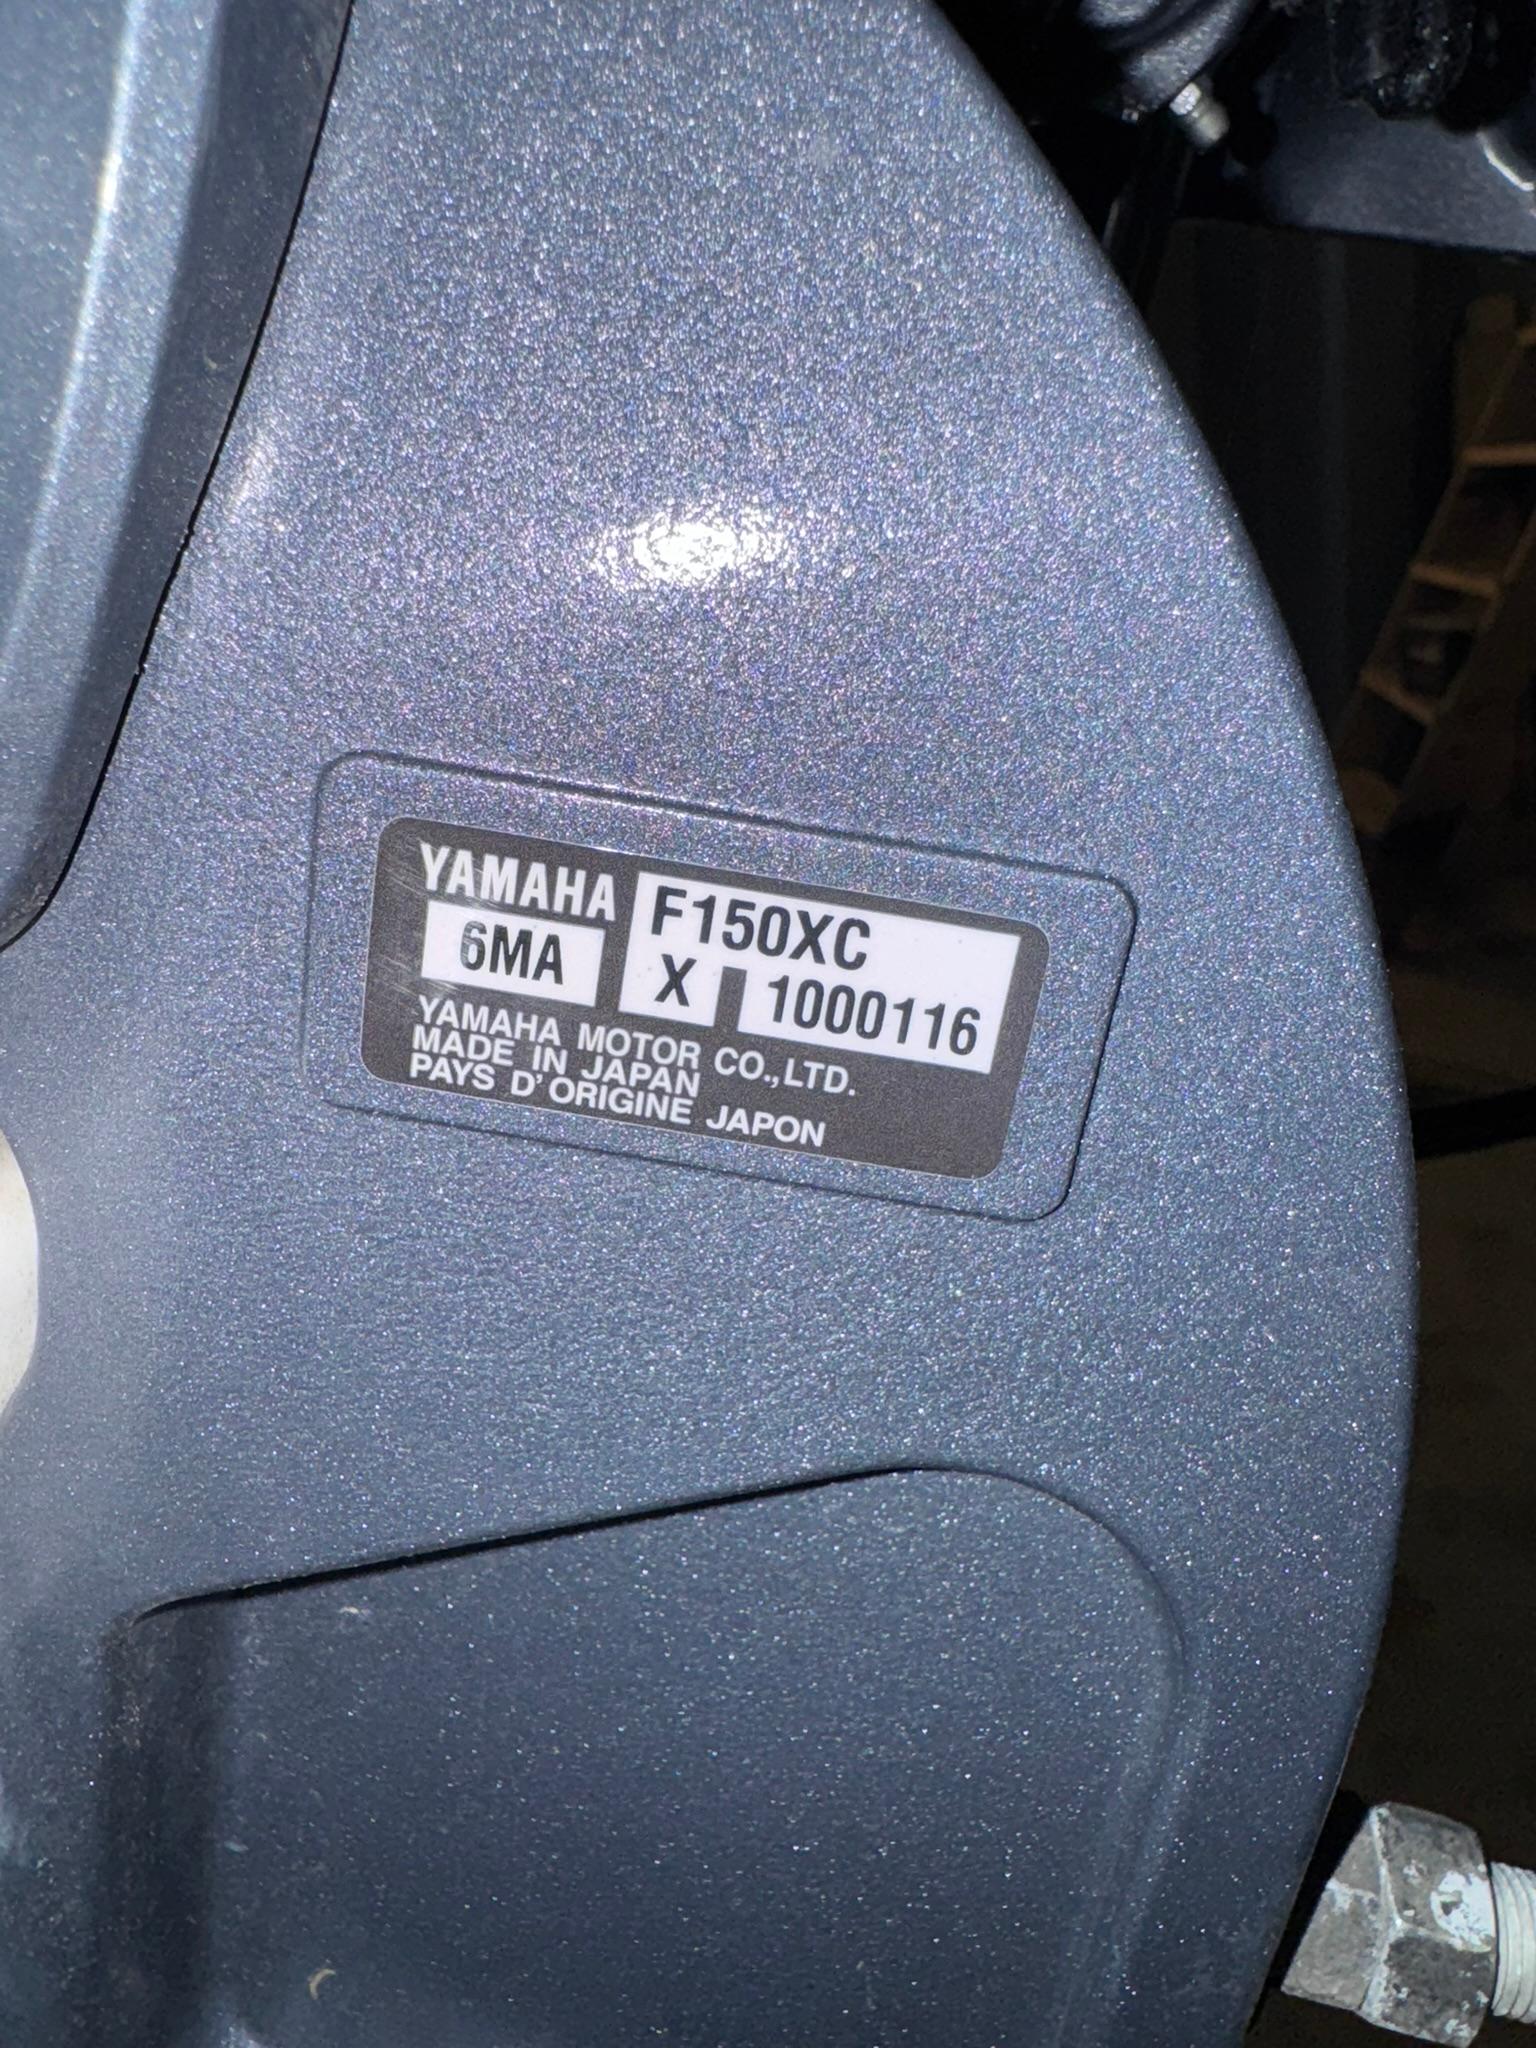 YAMAHA F150XC
6MA X 1000116
YAMAHA MOTOR CO.,LTD.
MADE IN JAPAN
PAYS D'ORIGINE JAPON